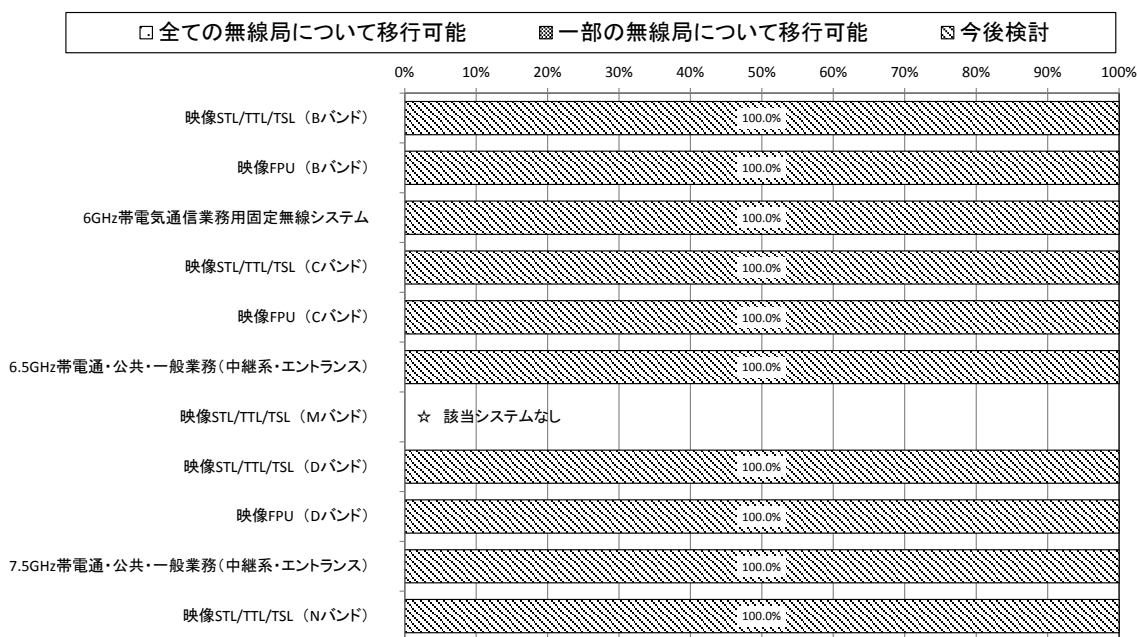 全ての無線局について移行可能 一部の無線局について移行可能 今後検討
0% 10% 20% 30% 40% 50% 60% 70% 80% 90% 100%
映像STL/TTL/TSL（Bバンド） 100.0%
映像FPU（Bバンド） 100.0%
6GHz帯電気通信業務用固定無線システム 100.0%
映像STL/TTL/TSL（Cバンド） 100.0%
映像FPU（Cバンド） 100.0%
6.5GHz帯電通・公共・一般業務（中継系・エントランス） 100.0%
映像STL/TTL/TSL（Mバンド） ☆ 該当システムなし
映像STL/TTL/TSL（Dバンド） 100.0%
映像FPU（Dバンド） 100.0%
7.5GHz帯電通・公共・一般業務（中継系・エントランス） 100.0%
映像STL/TTL/TSL（Nバンド） 100.0%